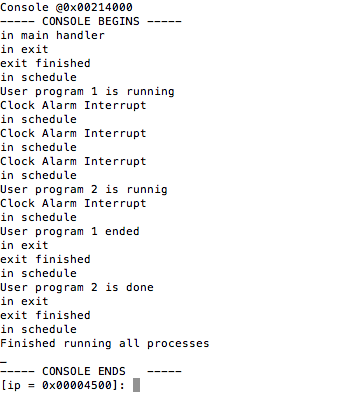 Console @0x00214000
----- CONSOLE BEGINS -----
in main handler
in exit
exit finished
in schedule
User program 1 is running
Clock Alarm Interrupt
in schedule
Clock Alarm Interrupt
in schedule
Clock Alarm Interrupt
in schedule
User program 2 is runnig
Clock Alarm Interrupt
in schedule
User program 1 ended
in exit
exit finished
in schedule
User program 2 is done
in exit
exit finished
in schedule
Finished running all processes
_
----- CONSOLE ENDS   -----
[ip = 0x00004500]: